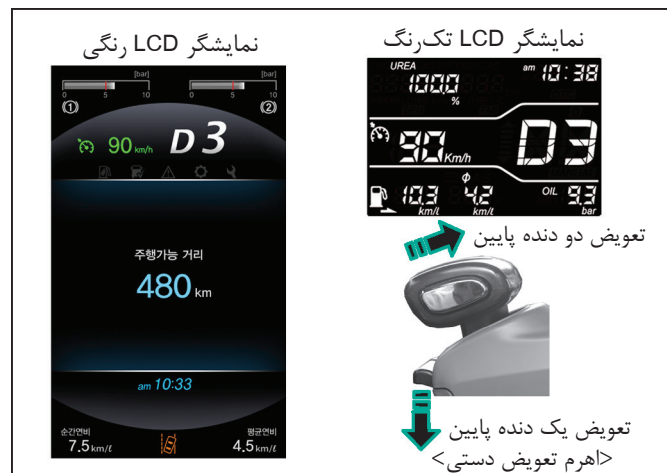 نمایشگر LCD رنگی
نمایشگر LCD تک‌رنگ
[bar]
[bar]
0 5 10
0 5 10
(1)
(2)
90 km/h
D 3
주행가능 거리
480 km
am 10:33
순간연비
7.5 km/ℓ
평균연비
4.5 km/ℓ
UREA
100.0
%
am 10:38
90 Km/h
D3
10.3
km/ℓ
ϕ
4.2
km/ℓ
OIL 9.3
bar
تعویض دو دنده پایین
تعویض یک دنده پایین
<اهرم تعویض دستی>